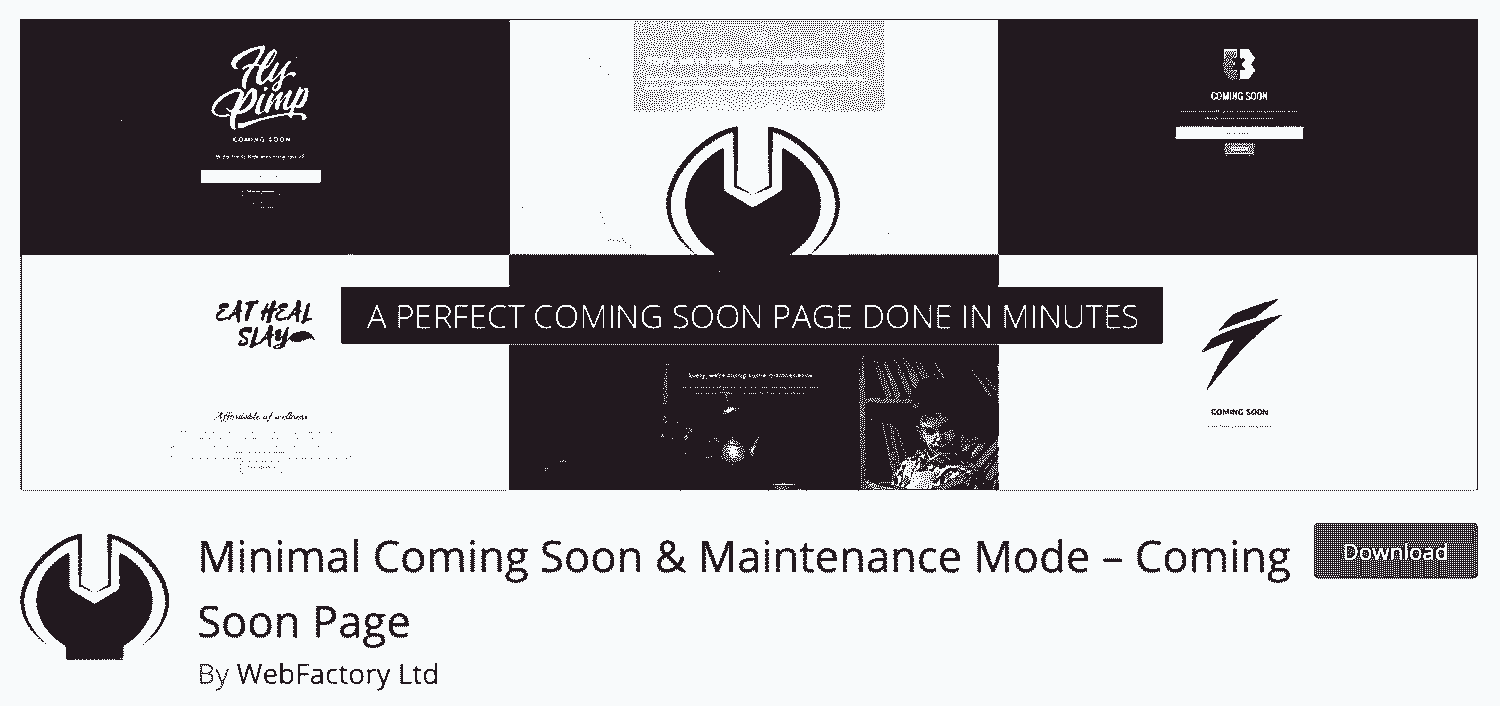 Fly
Pimp
COMING SOON
COMING SOON
EAT HEAL
SLAY
A PERFECT COMING SOON PAGE DONE IN MINUTES
Affordable af wellness
COMING SOON
Minimal Coming Soon & Maintenance Mode – Coming
Soon Page
By WebFactory Ltd
Download